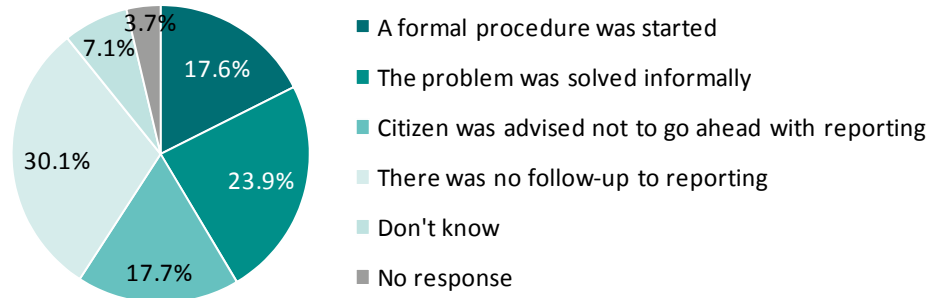 3.7%
7.1%
17.6%
30.1%
23.9%
17.7%
A formal procedure was started
The problem was solved informally
Citizen was advised not to go ahead with reporting
There was no follow-up to reporting
Don't know
No response